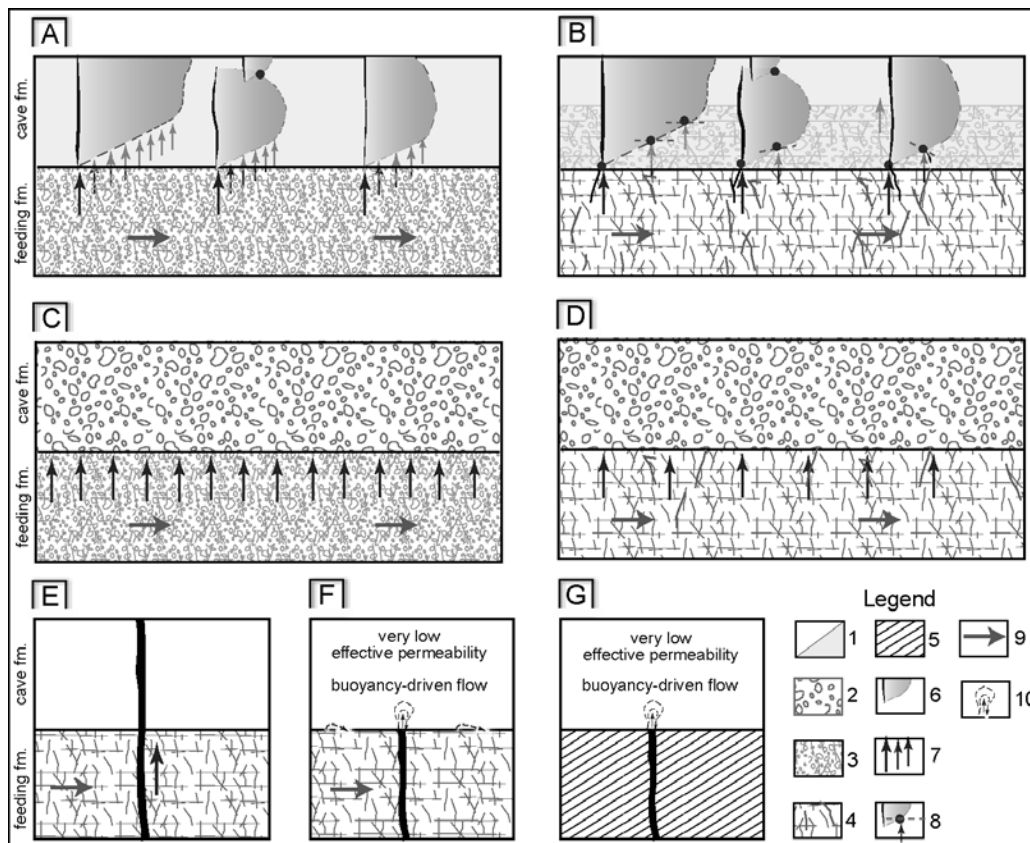 A
B
cave fm.
feeding fm.
C
D
cave fm.
feeding fm.
E
F
G
Legend
cave fm.
feeding fm.
very low
effective permeability
buoyancy-driven flow
very low
effective permeability
buoyancy-driven flow
1
5
9
2
6
10
3
7
4
8